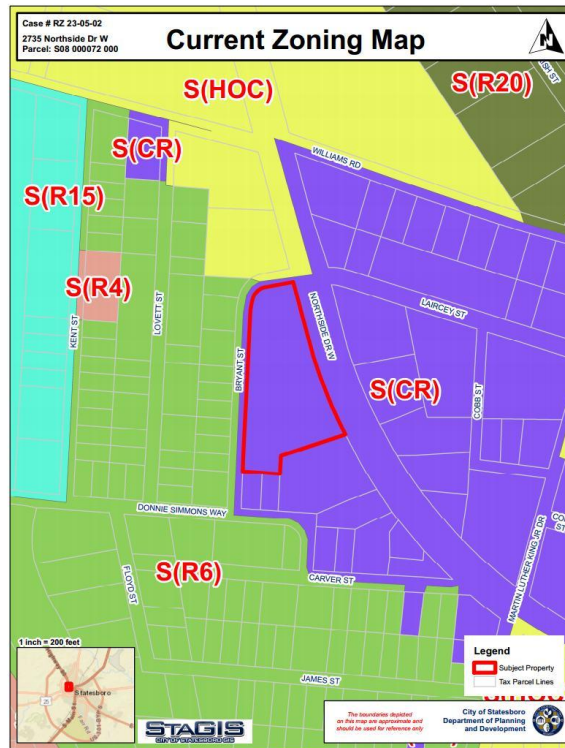 Case # RZ 23-05-02
2735 Northside Dr W
Parcel: S08 000072 000
Current Zoning Map
N
S(HOC)
S(R20)
S(CR)
WILLIAMS RD
S(R15)
S(R4)
LOVETT ST
KENT ST
NORTHSIDE DR W
LAIRCEY ST
BRYANT ST
S(CR)
COBB ST
DONNIE SIMMONS WAY
MARTIN LUTHER KING JR DR
S(R6)
CARVER ST
FLOYD ST
1 inch = 200 feet
Legend
Subject Property
Tax Parcel Lines
JAMES ST
Statesboro
STAGIS
CITY OF STATESBORO GIS
The boundaries depicted
on this map are approximate and
should be used for reference only
City of Statesboro
Department of Planning
and Development